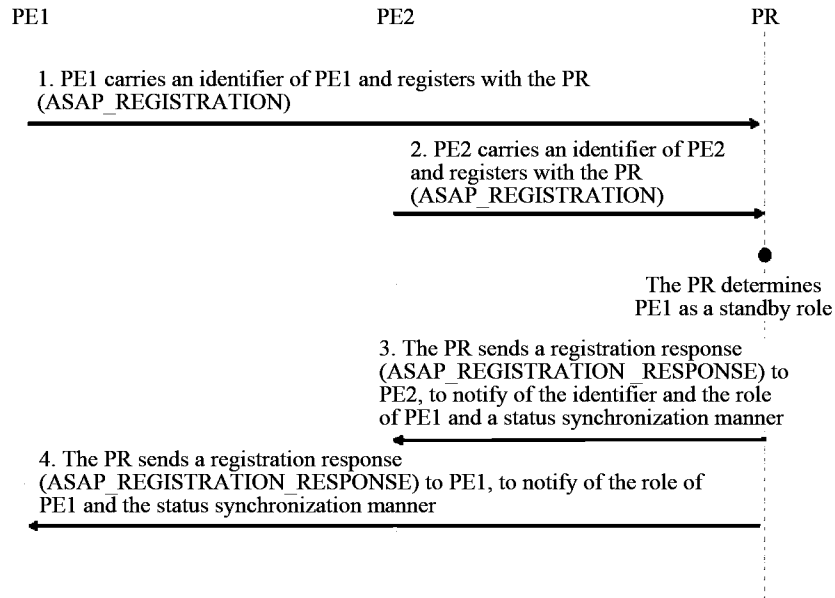 PE1 PE2 PR
1. PE1 carries an identifier of PE1 and registers with the PR
(ASAP_REGISTRATION)
2. PE2 carries an identifier of PE2
and registers with the PR
(ASAP_REGISTRATION)
The PR determines
PE1 as a standby role
3. The PR sends a registration response
(ASAP_REGISTRATION_RESPONSE) to
PE2, to notify of the identifier and the role
of PE1 and a status synchronization manner
4. The PR sends a registration response
(ASAP_REGISTRATION_RESPONSE) to PE1, to notify of the role of
PE1 and the status synchronization manner